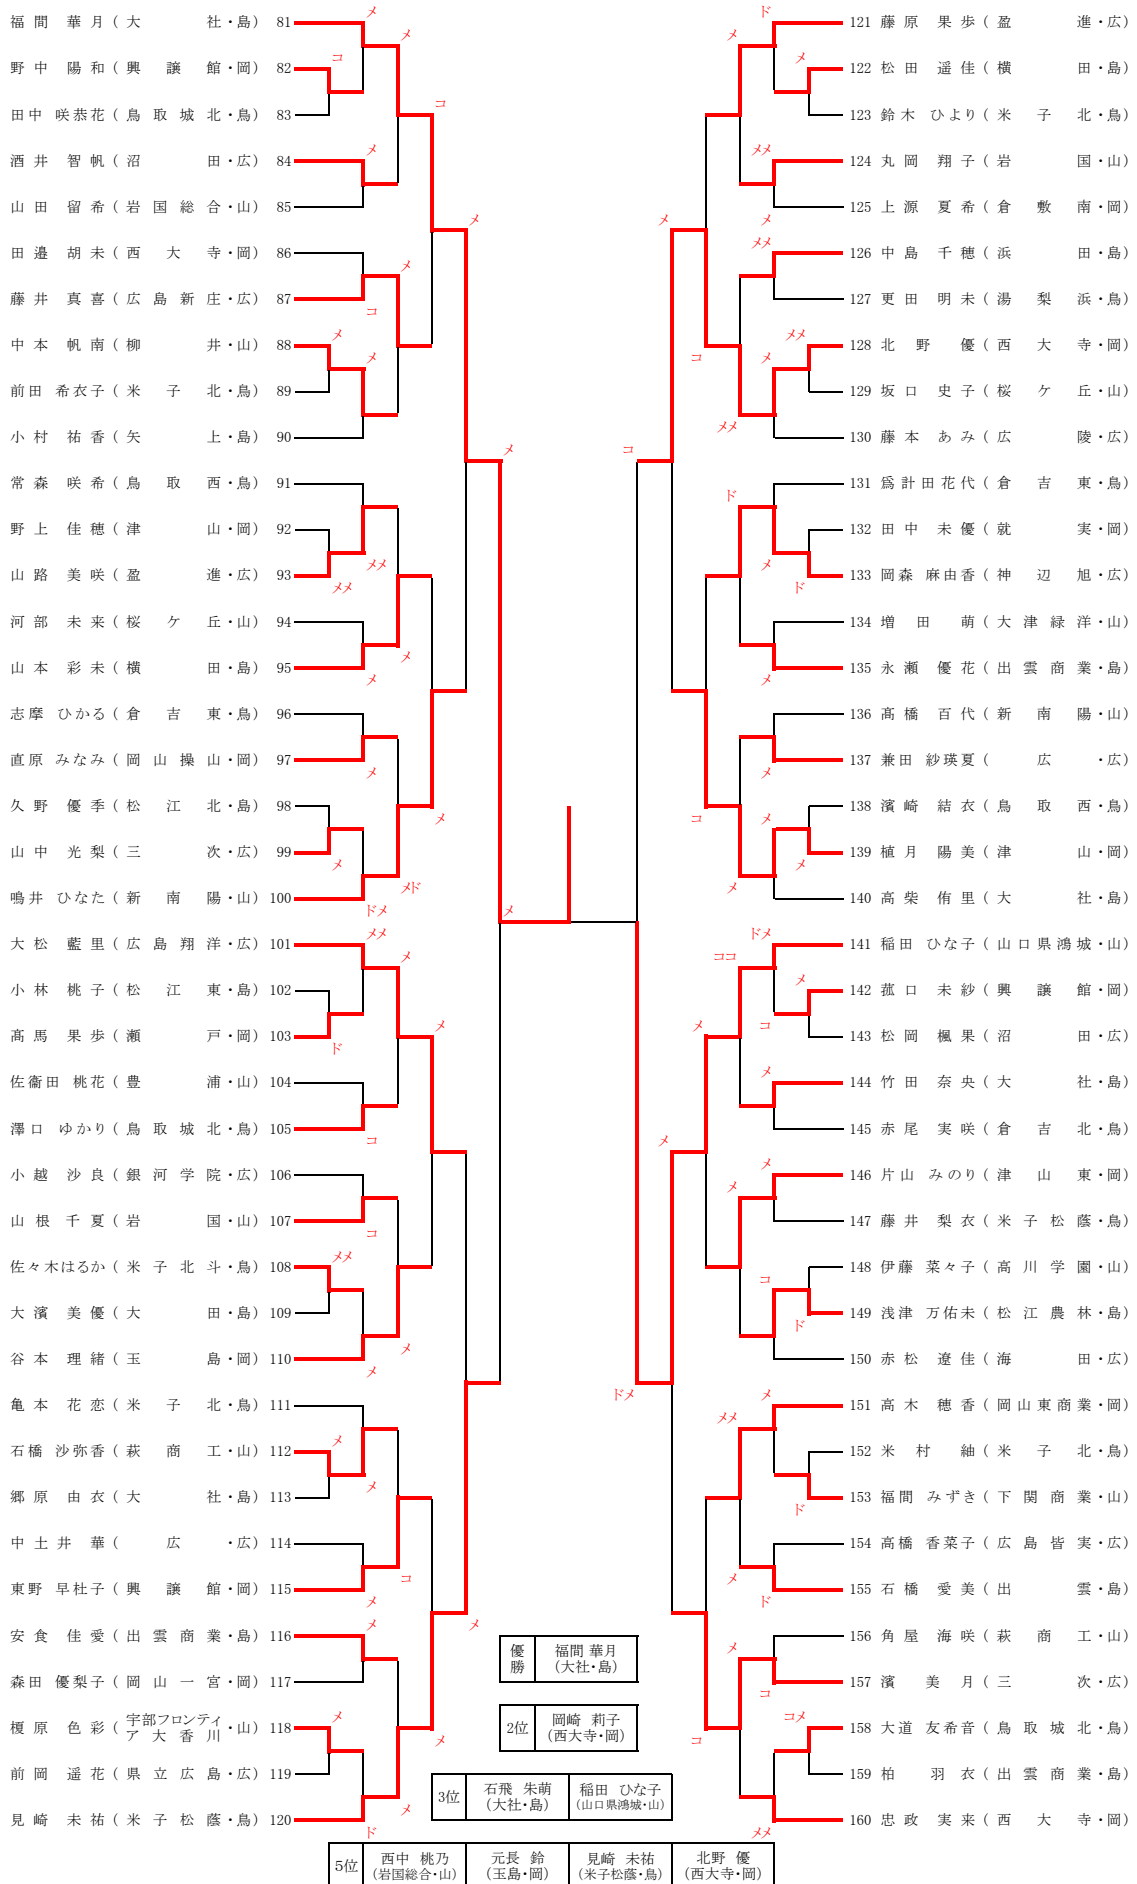 福間 華月(大社・島) 81
野中 陽和(興譲館・岡) 82
田中 咲恭花(鳥取城北・鳥) 83
酒井 智帆(沼田・広) 84
山田 留希(岩国総合・山) 85
田邉 胡未(西大寺・岡) 86
藤井 真喜(広島新庄・広) 87
中本 帆南(柳井・山) 88
前田 希衣子(米子北・鳥) 89
小村 祐香(矢上・島) 90
常森 咲希(鳥取西・鳥) 91
野上 佳穂(津山・岡) 92
山路 美咲(盈進・広) 93
河部 未来(桜ケ丘・山) 94
山本 彩未(横田・島) 95
志摩 ひかる(倉吉東・鳥) 96
直原 みなみ(岡山操山・岡) 97
久野 優季(松江北・島) 98
山中 光梨(三次・広) 99
鳴井 ひなた(新南陽・山) 100
大松 藍里(広島翔洋・広) 101
小林 桃子(松江東・島) 102
髙馬 果歩(瀬戸・岡) 103
佐衞田 桃花(豊浦・山) 104
澤口 ゆかり(鳥取城北・鳥) 105
小越 沙良(銀河学院・広) 106
山根 千夏(岩国・山) 107
佐々木はるか(米子北斗・鳥) 108
大濱 美優(大田・島) 109
谷本 理緒(玉島・岡) 110
亀本 花恋(米子北・鳥) 111
石橋 沙弥香(萩商工・山) 112
郷原 由衣(大社・島) 113
中土井 華(広・広) 114
東野 早杜子(興譲館・岡) 115
安食 佳愛(出雲商業・島) 116
森田 優梨子(岡山一宮・岡) 117
榎原 色彩(宇部フロンティア大香川・山) 118
前岡 遥花(県立広島・広) 119
見崎 未祐(米子松蔭・鳥) 120
121 藤原 果歩(盈進・広)
122 松田 遥佳(横田・島)
123 鈴木 ひより(米子北・鳥)
124 丸岡 翔子(岩国・山)
125 上源 夏希(倉敷南・岡)
126 中島 千穂(浜田・島)
127 更田 明未(湯梨浜・鳥)
128 北野 優(西大寺・岡)
129 坂口 史子(桜ケ丘・山)
130 藤本 あみ(広陵・広)
131 爲計田花代(倉吉東・鳥)
132 田中 未優(就実・岡)
133 岡森 麻由香(神辺旭・広)
134 増田 萌(大津緑洋・山)
135 永瀬 優花(出雲商業・島)
136 髙橋 百代(新南陽・山)
137 兼田 紗瑛夏(広・広)
138 濱崎 結衣(鳥取西・鳥)
139 植月 陽美(津山・岡)
140 高柴 侑里(大社・島)
141 稲田 ひな子(山口県鴻城・山)
142 菰口 未紗(興譲館・岡)
143 松岡 楓果(沼田・広)
144 竹田 奈央(大社・島)
145 赤尾 実咲(倉吉北・鳥)
146 片山 みのり(津山東・岡)
147 藤井 梨衣(米子松蔭・鳥)
148 伊藤 菜々子(高川学園・山)
149 浅津 万佑未(松江農林・島)
150 赤松 遼佳(海田・広)
151 高木 穂香(岡山東商業・岡)
152 米村 紬(米子北・鳥)
153 福間 みずき(下関商業・山)
154 高橋 香菜子(広島皆実・広)
155 石橋 愛美(出雲・島)
156 角屋 海咲(萩商工・山)
157 濱 美月(三次・広)
158 大道 友希音(鳥取城北・鳥)
159 柏 羽衣(出雲商業・島)
160 忠政 実来(西大寺・岡)
優勝 福間 華月
(大社・島)
2位 岡崎 莉子
(西大寺・岡)
3位 石飛 朱萌 稲田 ひな子
(大社・島) (山口県鴻城・山)
5位 西中 桃乃 元長 鈴 見崎 未祐 北野 優
(岩国総合・山) (玉島・岡) (米子松蔭・鳥) (西大寺・岡)